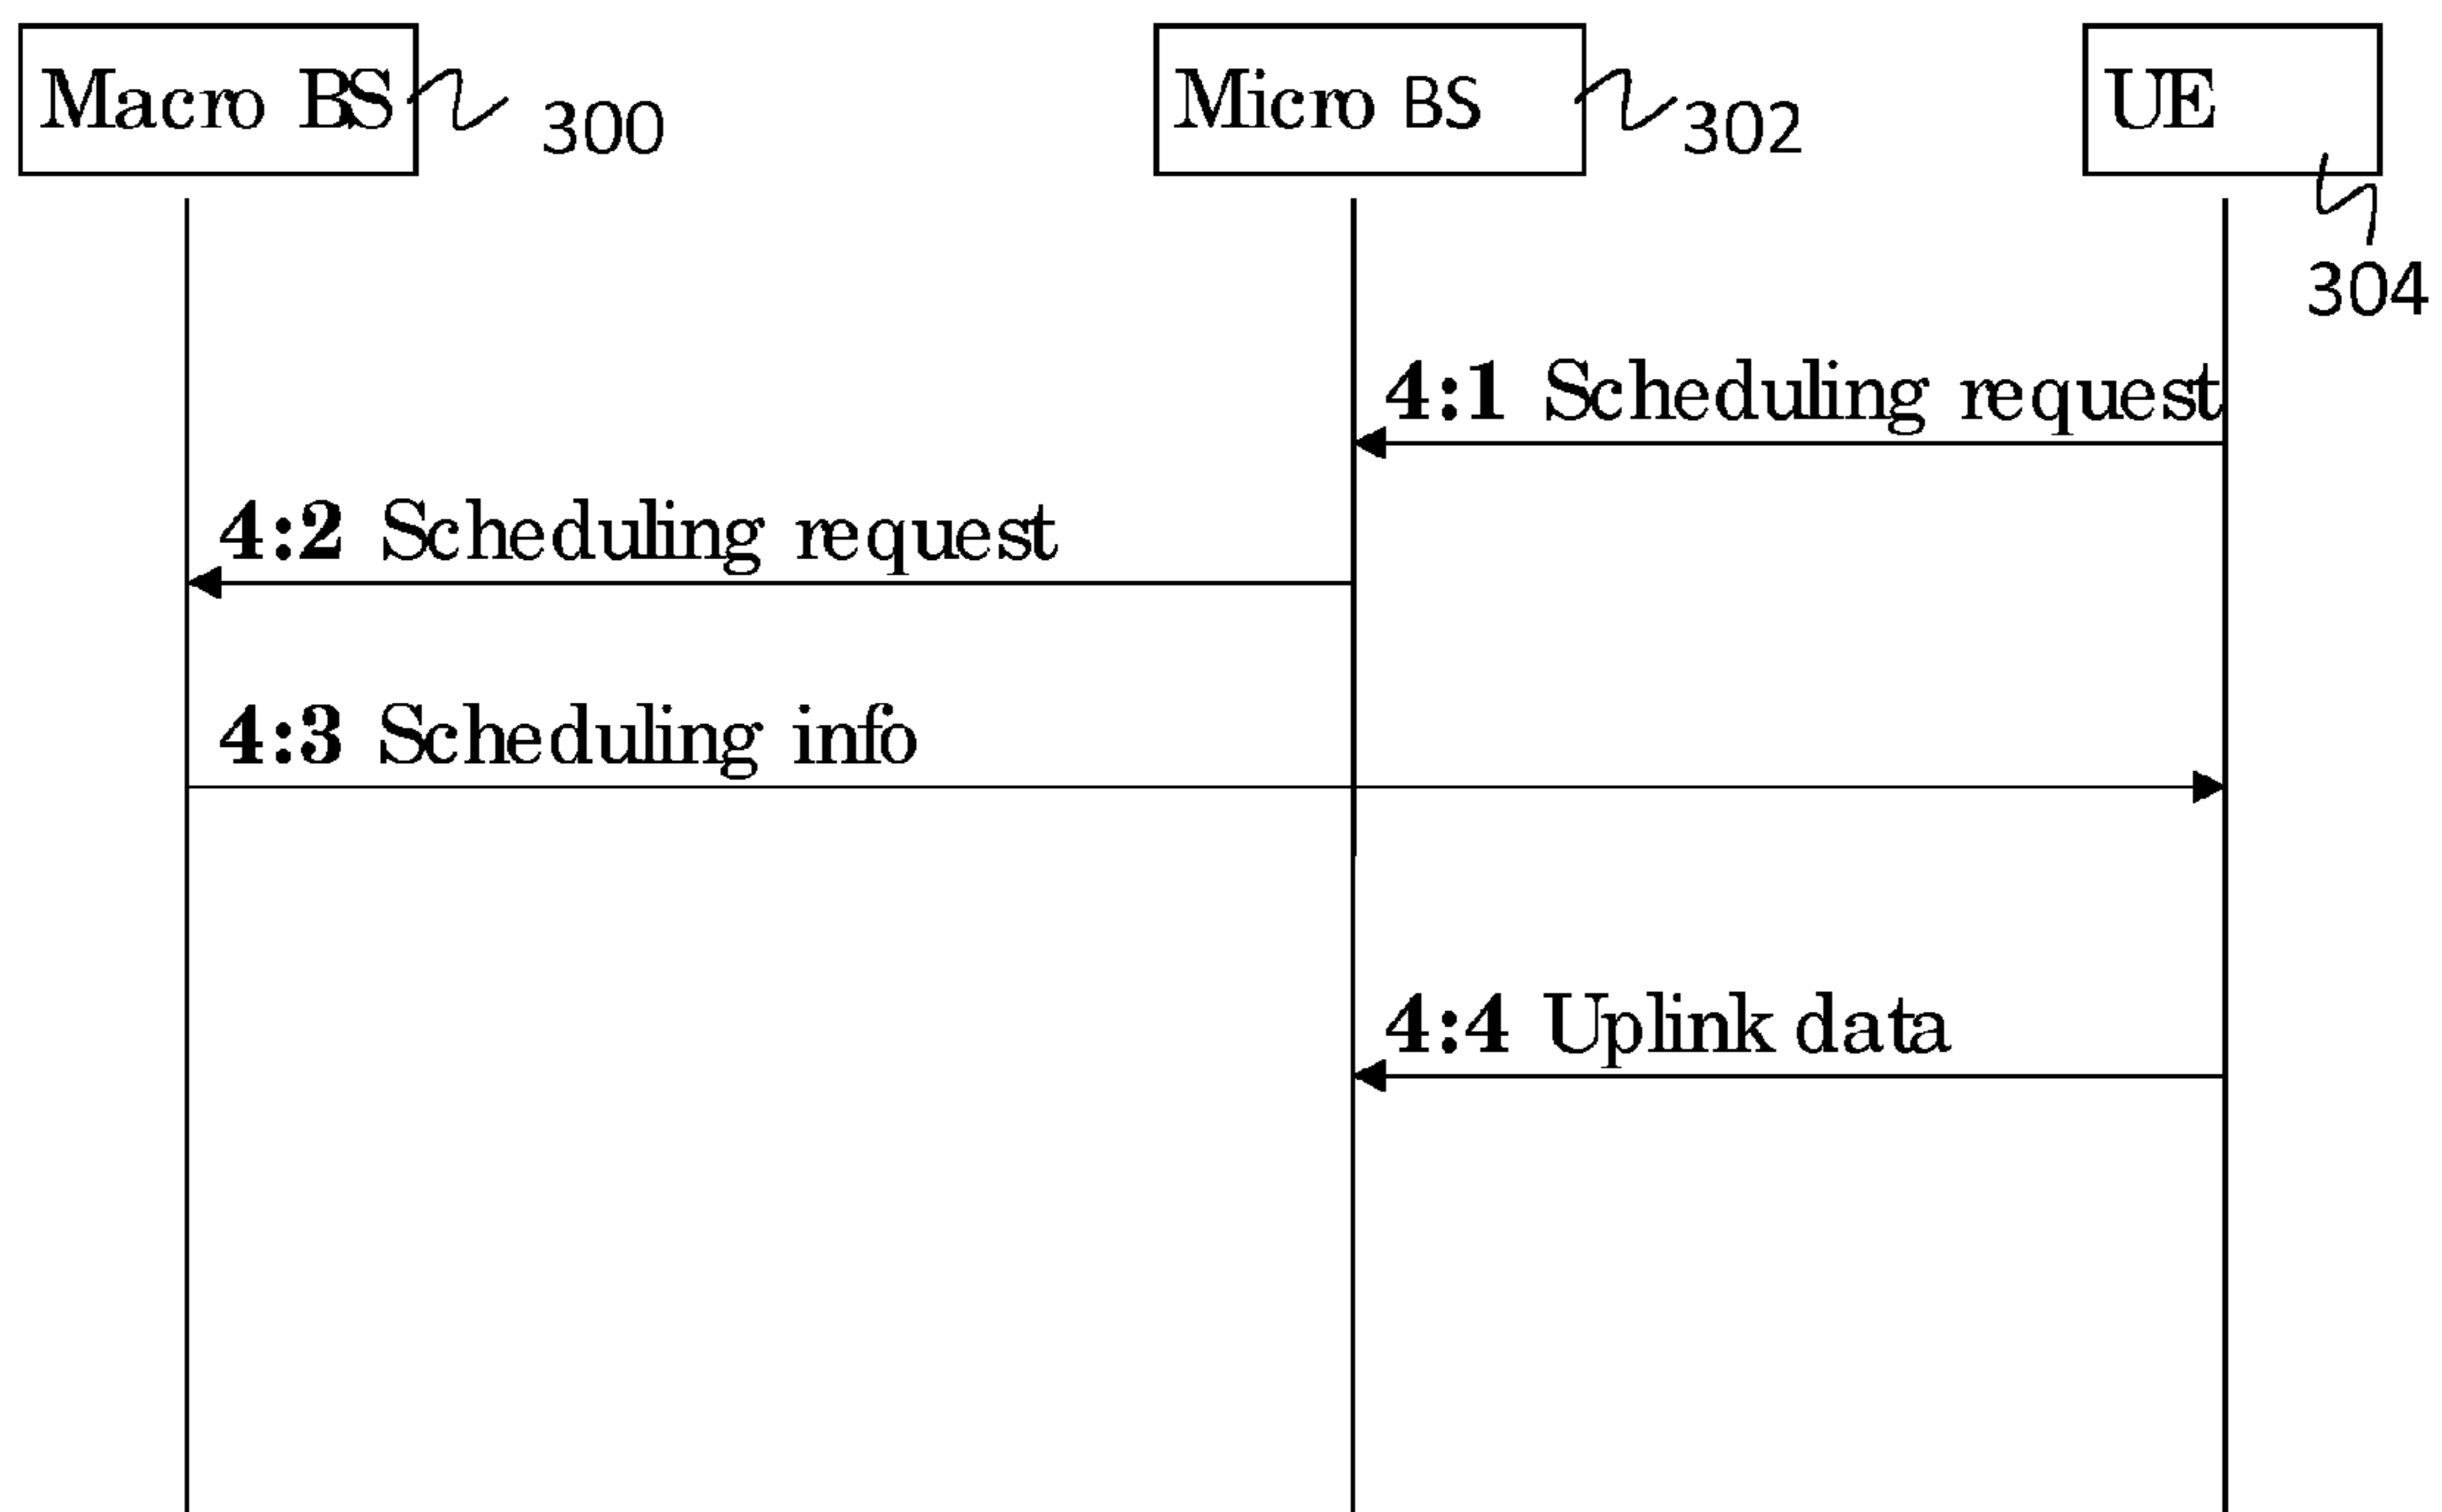 Macro BS
300
Micro BS
302
UE
304
4:1 Scheduling request
4:2 Scheduling request
4:3 Scheduling info
4:4 Uplink data